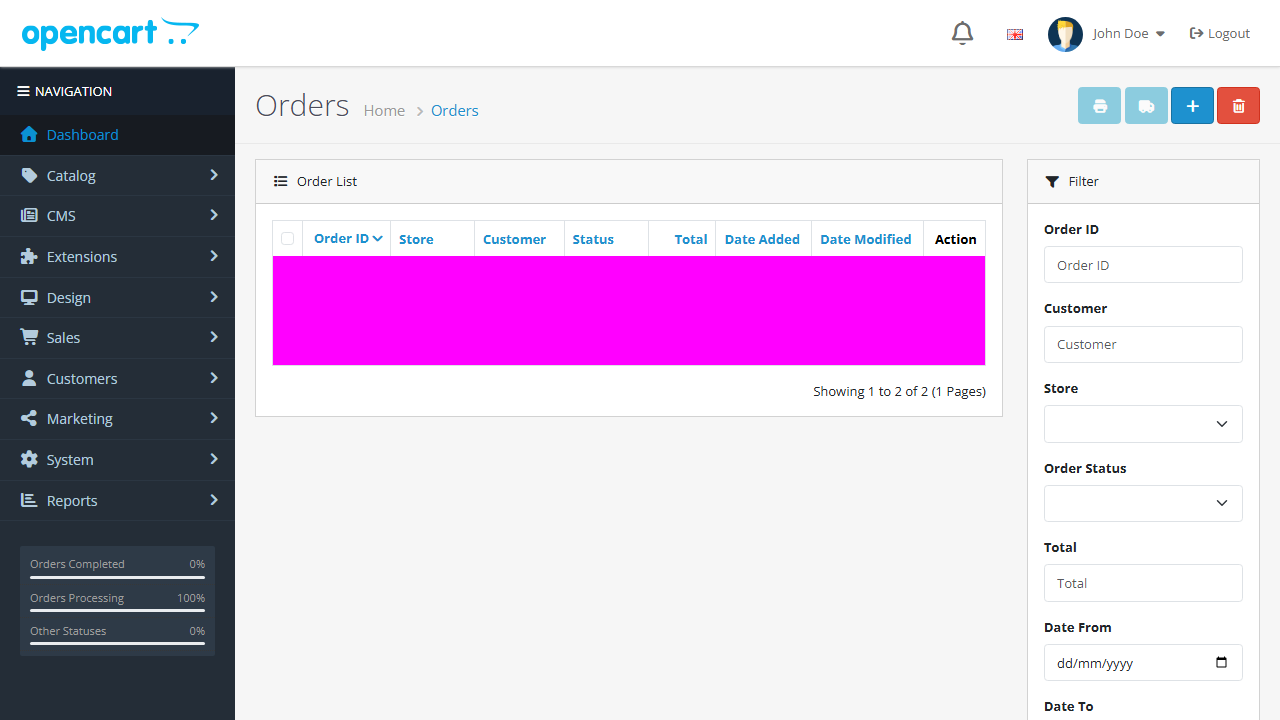 opencart
John Doe
Logout
NAVIGATION
Dashboard
Catalog
CMS
Extensions
Design
Sales
Customers
Marketing
System
Reports
Orders Completed 0%
Orders Processing 100%
Other Statuses 0%
Orders
Home > Orders
Order List
Order ID Store Customer Status Total Date Added Date Modified Action
Showing 1 to 2 of 2 (1 Pages)
Filter
Order ID
Order ID
Customer
Customer
Store
Order Status
Total
Total
Date From
dd/mm/yyyy
Date To